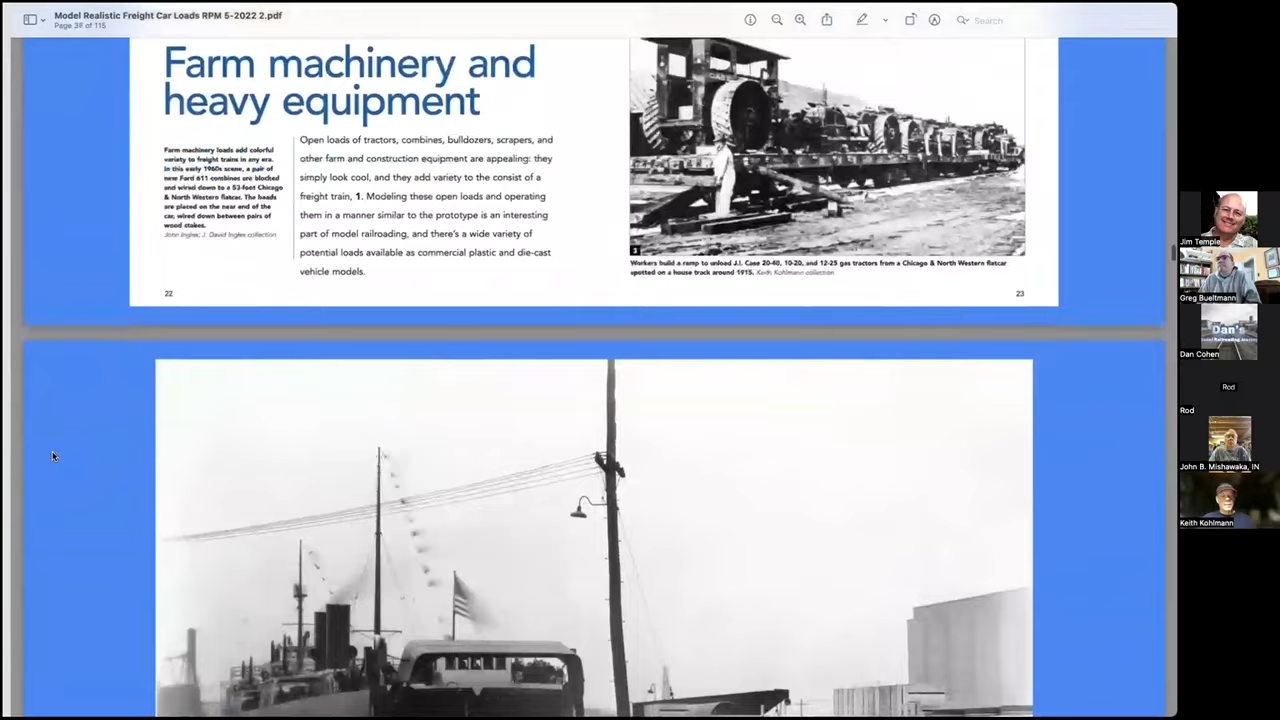 Model Realistic Freight Car Loads RPM 5-2022 2.pdf
Page 38 of 115
Search
Farm machinery and
heavy equipment
Farm machinery loads add colorful
variety to freight trains in any era.
In this early 1960s scene, a pair of
new Ford 611 combines are blocked
and wired down to a 53-foot Chicago
& North Western flatcar. The heads
are placed on the near end of the
car, wired down between pairs of
wood stakes.
John Ingles; J. David Ingles collection
Open loads of tractors, combines, bulldozers, scrapers, and
other farm and construction equipment are appealing: they
simply look cool, and they add variety to the consist of a
freight train, 1. Modeling these open loads and operating
them in a manner similar to the prototype is an interesting
part of model railroading, and there's a wide variety of
potential loads available as commercial plastic and die-cast
vehicle models.
22
CASE
3
Workers build a ramp to unload J.I. Case 20-40, 10-20, and 12-25 gas tractors from a Chicago & North Western flatcar
spotted on a house track around 1915. Keith Kohlmann collection
23
Jim Temple
Greg Bueltmann
Dan's
Model Railroading Journey
Dan Cohen
Rod
Rod
John B. Mishawaka, IN
Keith Kohlmann